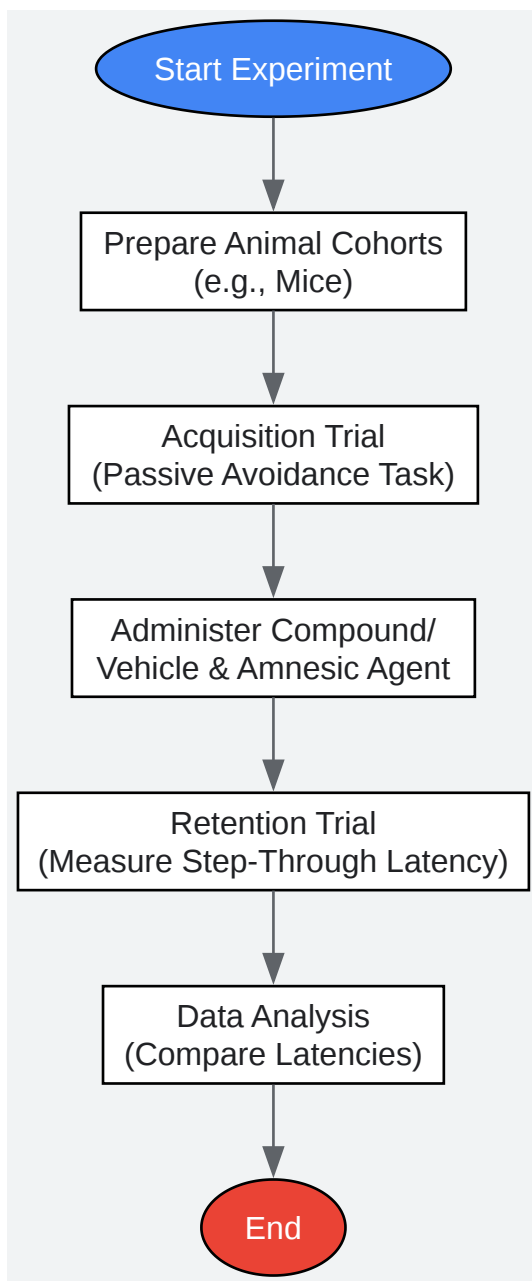 Start Experiment
Prepare Animal Cohorts
(e.g., Mice)
Acquisition Trial
(Passive Avoidance Task)
Administer Compound/
Vehicle & Amnesic Agent
Retention Trial
(Measure Step-Through Latency)
Data Analysis
(Compare Latencies)
End